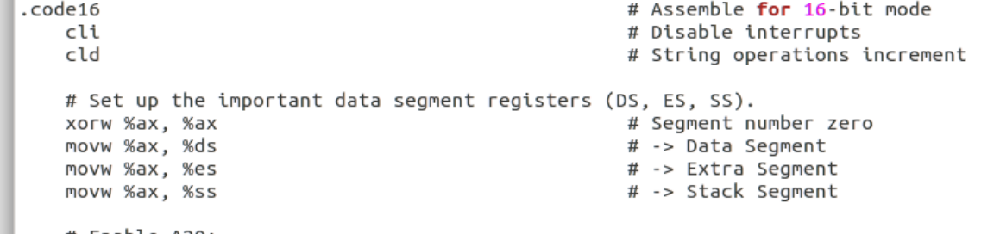 .code16 # Assemble for 16-bit mode
cli # Disable interrupts
cld # String operations increment
# Set up the important data segment registers (DS, ES, SS).
xorw %ax, %ax # Segment number zero
movw %ax, %ds # -> Data Segment
movw %ax, %es # -> Extra Segment
movw %ax, %ss # -> Stack Segment